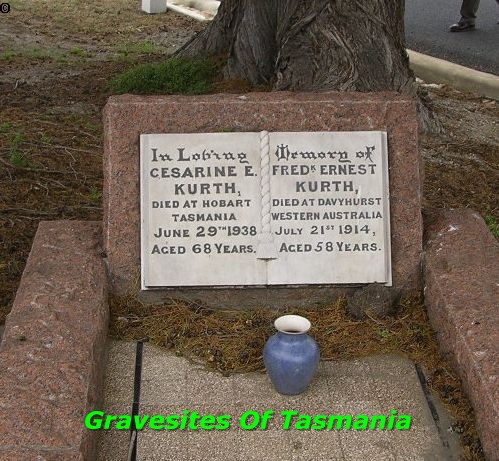 In Loving
CESARINE E.
KURTH,
DIED AT HOBART
TASMANIA
JUNE 29TH 1938
AGED 68 YEARS.
Memory of
FREDK ERNEST
KURTH,
DIED AT DAVYHURST
WESTERN AUSTRALIA
JULY 21ST 1914,
AGED 58 YEARS.
Gravesites Of Tasmania
©